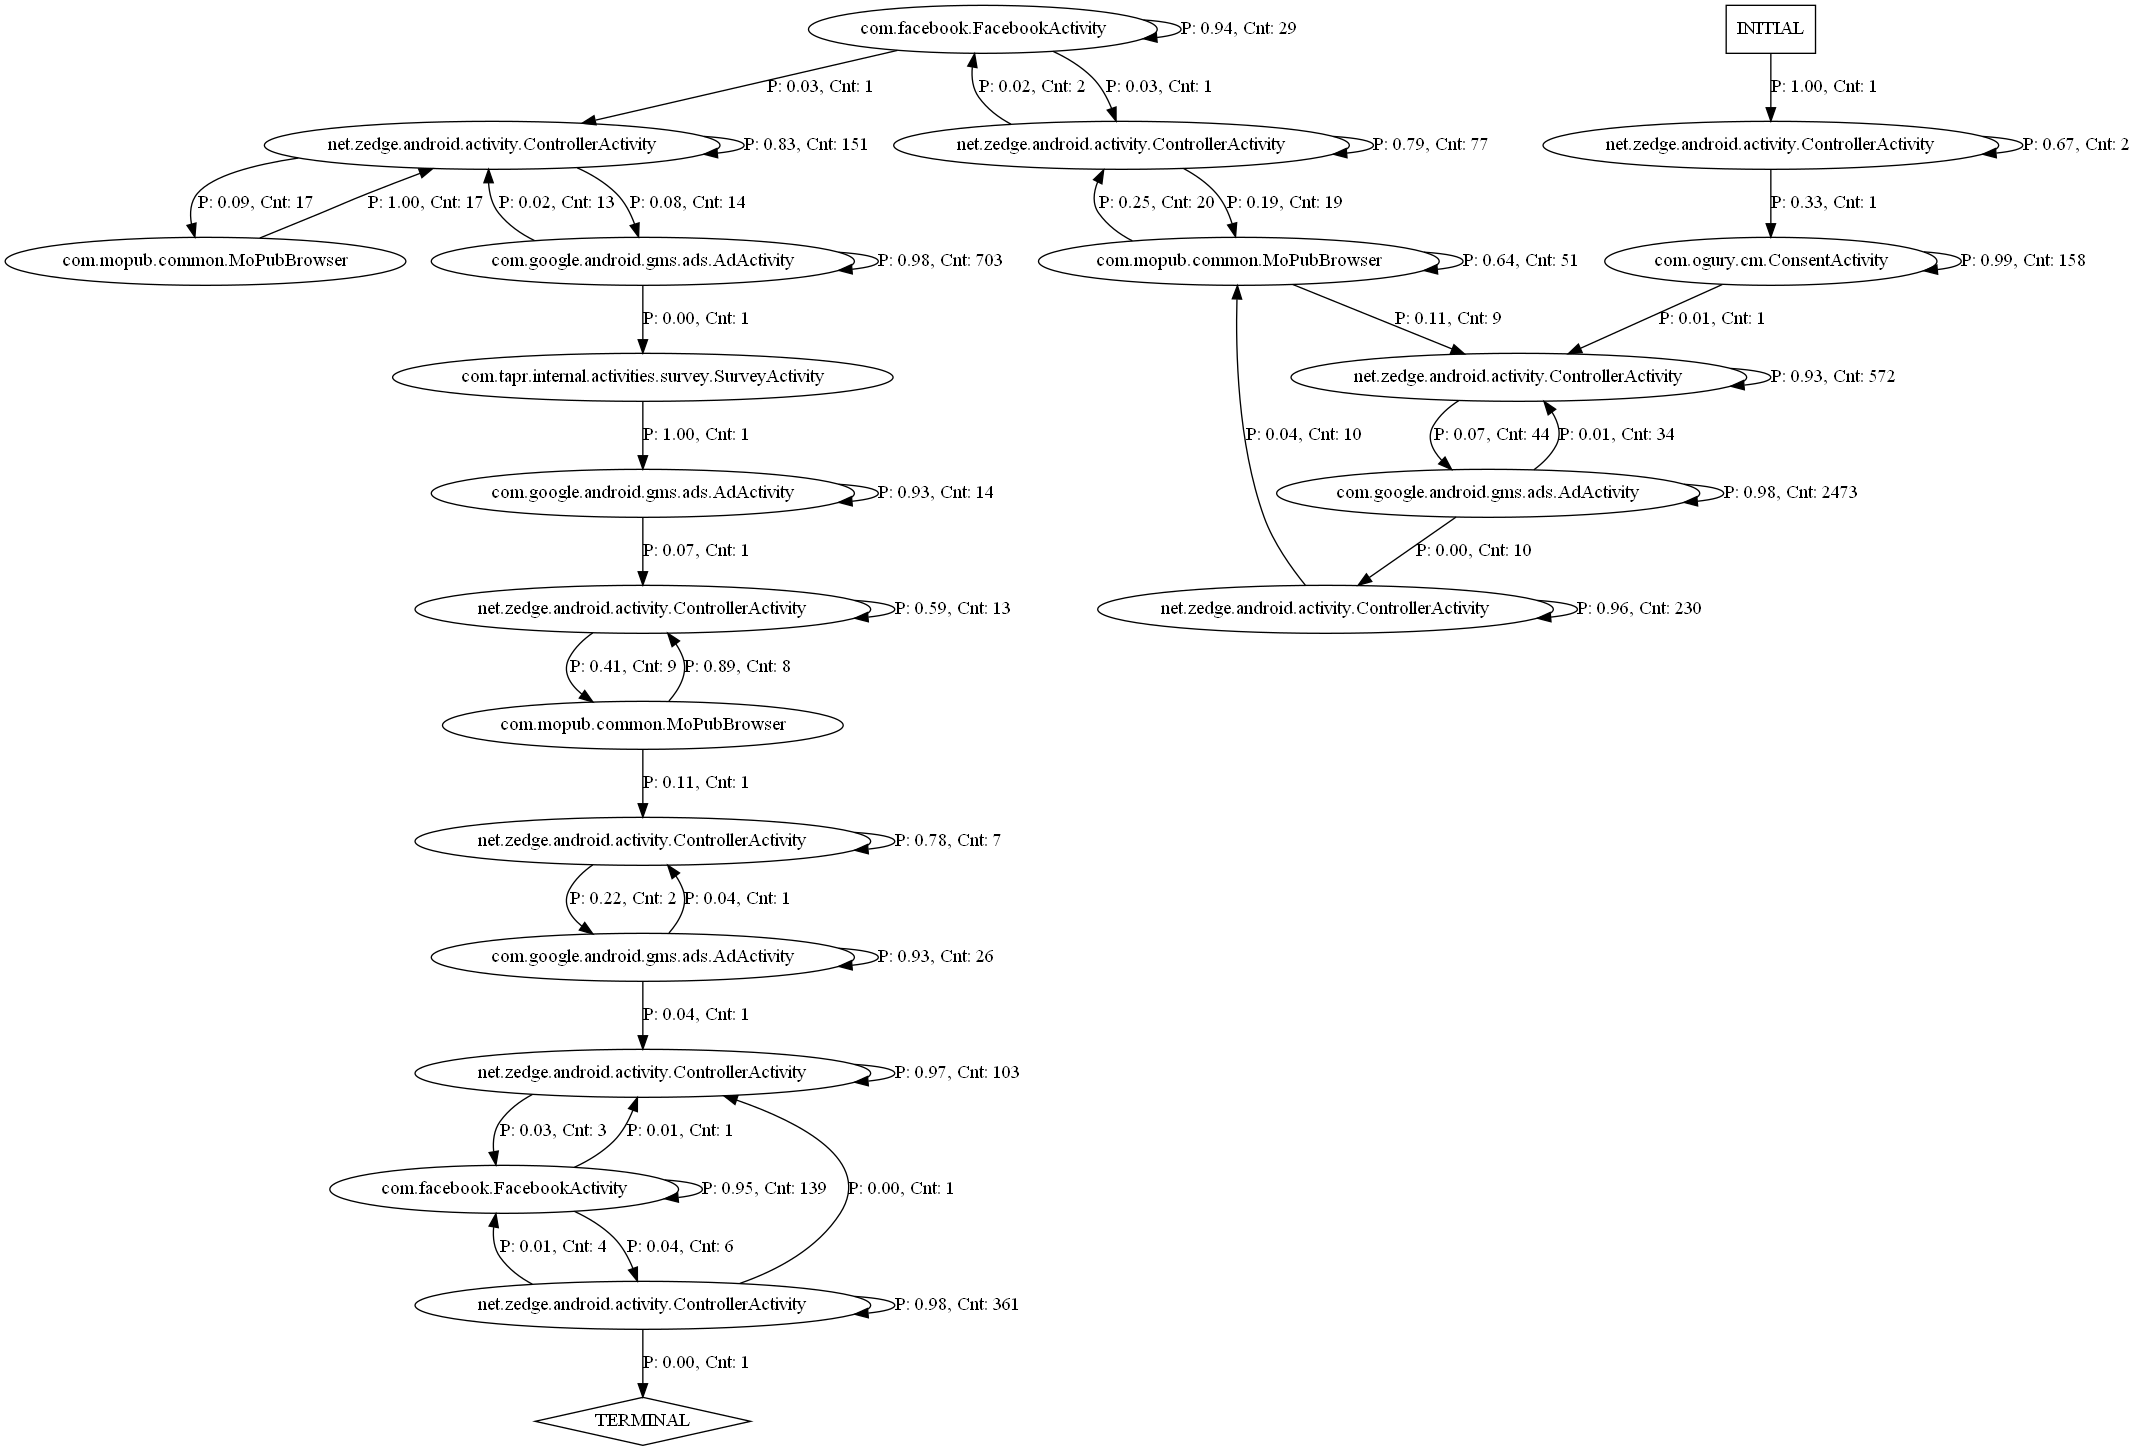 com.facebook.FacebookActivity
P: 0.94, Cnt: 29
INITIAL
P: 0.03, Cnt: 1
P: 0.02, Cnt: 2
P: 0.03, Cnt: 1
P: 1.00, Cnt: 1
net.zedge.android.activity.ControllerActivity
P: 0.83, Cnt: 151
net.zedge.android.activity.ControllerActivity
P: 0.79, Cnt: 77
net.zedge.android.activity.ControllerActivity
P: 0.67, Cnt: 2
P: 0.09, Cnt: 17
P: 1.00, Cnt: 17
P: 0.02, Cnt: 13
P: 0.08, Cnt: 14
P: 0.25, Cnt: 20
P: 0.19, Cnt: 19
P: 0.33, Cnt: 1
com.mopub.common.MoPubBrowser
com.google.android.gms.ads.AdActivity
P: 0.98, Cnt: 703
com.mopub.common.MoPubBrowser
P: 0.64, Cnt: 51
com.ogury.cm.ConsentActivity
P: 0.99, Cnt: 158
P: 0.00, Cnt: 1
P: 0.11, Cnt: 9
P: 0.01, Cnt: 1
com.tapr.internal.activities.survey.SurveyActivity
net.zedge.android.activity.ControllerActivity
P: 0.93, Cnt: 572
P: 1.00, Cnt: 1
P: 0.04, Cnt: 10
P: 0.07, Cnt: 44
P: 0.01, Cnt: 34
com.google.android.gms.ads.AdActivity
P: 0.93, Cnt: 14
com.google.android.gms.ads.AdActivity
P: 0.98, Cnt: 2473
P: 0.07, Cnt: 1
P: 0.00, Cnt: 10
net.zedge.android.activity.ControllerActivity
P: 0.59, Cnt: 13
net.zedge.android.activity.ControllerActivity
P: 0.96, Cnt: 230
P: 0.41, Cnt: 9
P: 0.89, Cnt: 8
com.mopub.common.MoPubBrowser
P: 0.11, Cnt: 1
net.zedge.android.activity.ControllerActivity
P: 0.78, Cnt: 7
P: 0.22, Cnt: 2
P: 0.04, Cnt: 1
com.google.android.gms.ads.AdActivity
P: 0.93, Cnt: 26
P: 0.04, Cnt: 1
net.zedge.android.activity.ControllerActivity
P: 0.97, Cnt: 103
P: 0.03, Cnt: 3
P: 0.01, Cnt: 1
com.facebook.FacebookActivity
P: 0.95, Cnt: 139
P: 0.00, Cnt: 1
P: 0.01, Cnt: 4
P: 0.04, Cnt: 6
net.zedge.android.activity.ControllerActivity
P: 0.98, Cnt: 361
P: 0.00, Cnt: 1
TERMINAL